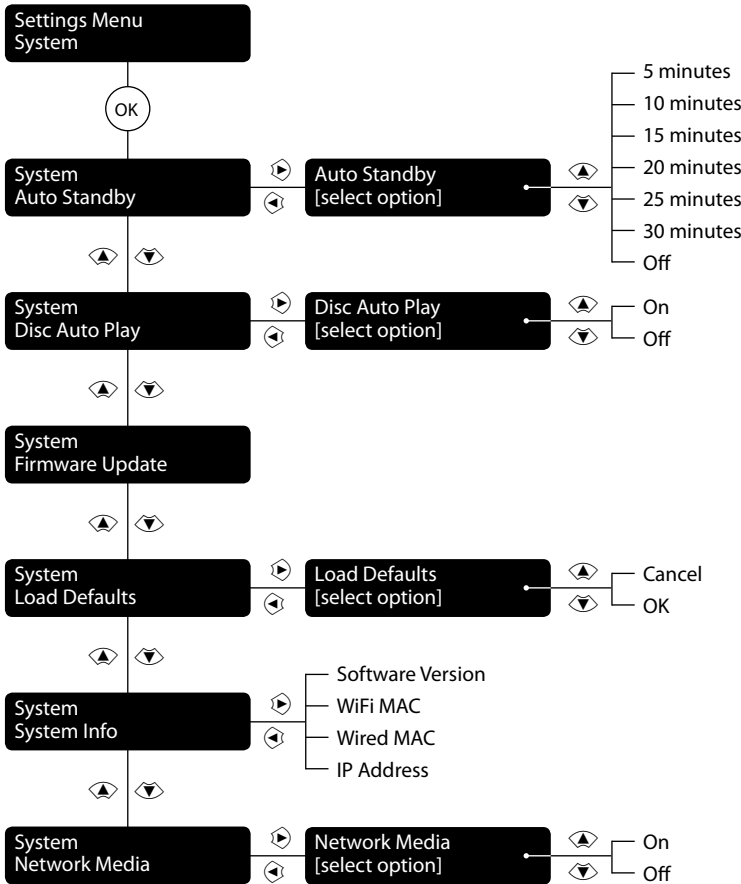 Settings Menu
System
OK
5 minutes
10 minutes
15 minutes
20 minutes
25 minutes
30 minutes
Off
System
Auto Standby
Auto Standby
[select option]
System
Disc Auto Play
Disc Auto Play
[select option]
On
Off
System
Firmware Update
System
Load Defaults
Load Defaults
[select option]
Cancel
OK
System
System Info
Software Version
WiFi MAC
Wired MAC
IP Address
System
Network Media
Network Media
[select option]
On
Off